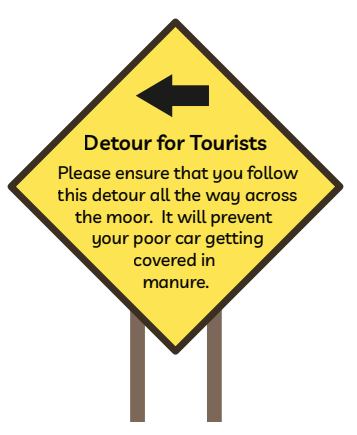 Detour for Tourists
Please ensure that you follow
this detour all the way across
the moor. It will prevent
your poor car getting
covered in
manure.